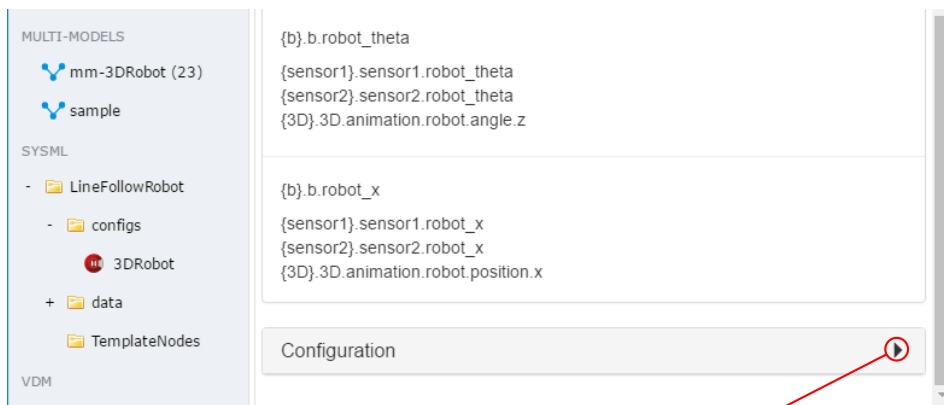 MULTI-MODELS
mm-3DRobot (23)
sample
SYSML
- LineFollowRobot
- configs
3DRobot
+ data
TemplateNodes
VDM
{b}.b.robot_theta
{sensor1}.sensor1.robot_theta
{sensor2}.sensor2.robot_theta
{3D}.3D.animation.robot.angle.z
{b}.b.robot_x
{sensor1}.sensor1.robot_x
{sensor2}.sensor2.robot_x
{3D}.3D.animation.robot.position.x
Configuration